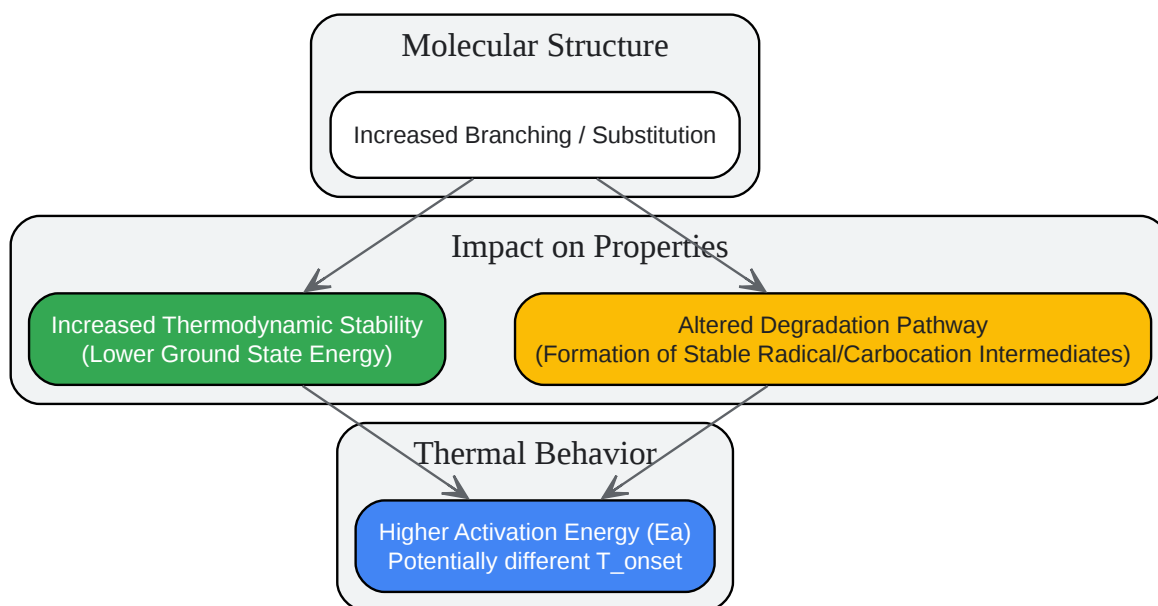 Molecular Structure
Increased Branching / Substitution
Impact on Properties
Increased Thermodynamic Stability
(Lower Ground State Energy)
Altered Degradation Pathway
(Formation of Stable Radical/Carbocation Intermediates)
Thermal Behavior
Higher Activation Energy (Ea)
Potentially different T_onset